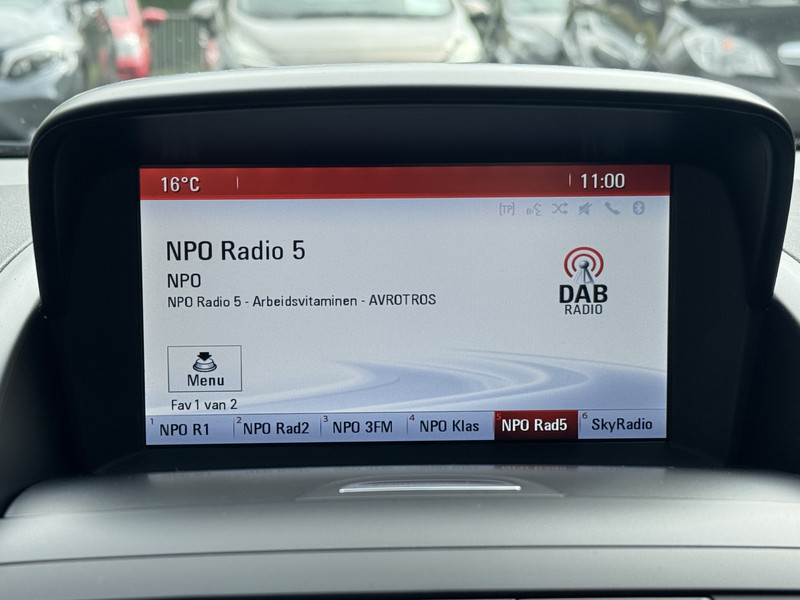 16°C 11:00
[TP]
NPO Radio 5
NPO
NPO Radio 5 - Arbeidsvitaminen - AVROTROS
DAB
RADIO
Menu
Fav 1 van 2
1 NPO R1 2 NPO Rad2 3 NPO 3FM 4 NPO Klas 5 NPO Rad5 6 SkyRadio